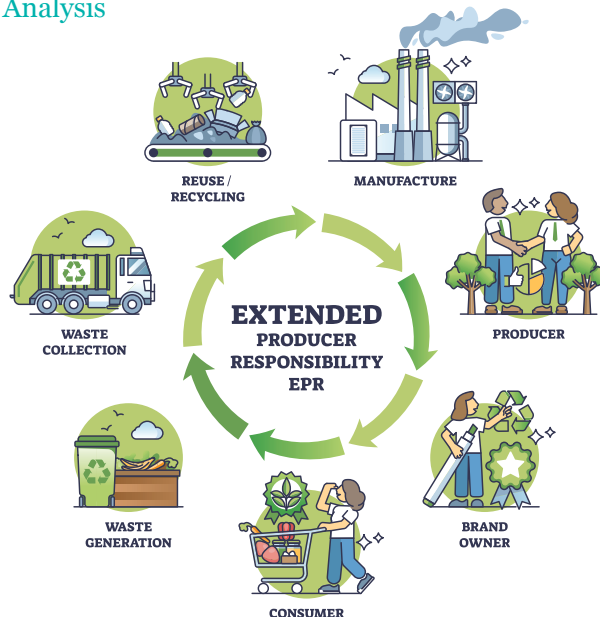 Analysis
REUSE /
RECYCLING
MANUFACTURE
PRODUCER
BRAND
OWNER
CONSUMER
WASTE
GENERATION
WASTE
COLLECTION
EXTENDED
PRODUCER
RESPONSIBILITY
EPR